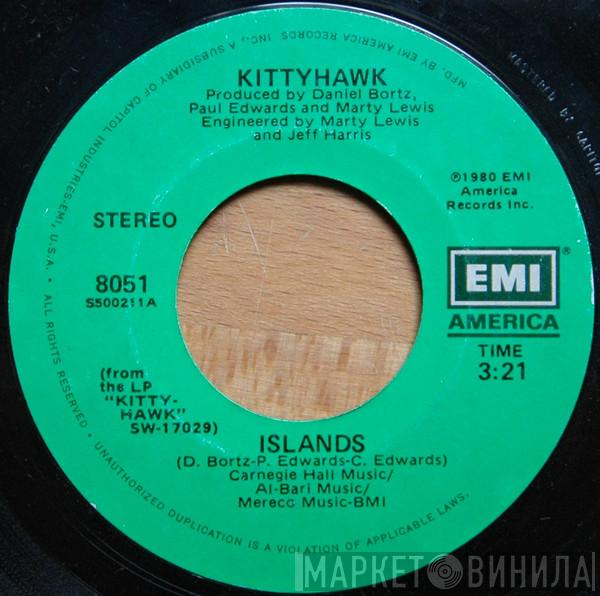 KITTYHAWK
Produced by Daniel Bortz,
Paul Edwards and Marty Lewis
Engineered by Marty Lewis
and Jeff Harris
℗1980 EMI
America
Records Inc.
STEREO
8051
S500211A
EMI®
AMERICA
TIME
3:21
(from
the LP
"KITTY-
HAWK"
SW-17029)
ISLANDS
(D. Bortz-P. Edwards-C. Edwards)
Carnegie Hall Music/
Al-Bari Music/
Merecc Music-BMI
MFD. BY EMI AMERICA RECORDS, INC., A SUBSIDIARY OF CAPITOL INDUSTRIES-EMI, U.S.A. • ALL RIGHTS RESERVED • UNAUTHORIZED DUPLICATION IS A VIOLATION OF APPLICABLE LAWS.
MASTERED BY CAPITOL
МАРКЕТ ВИНИЛА